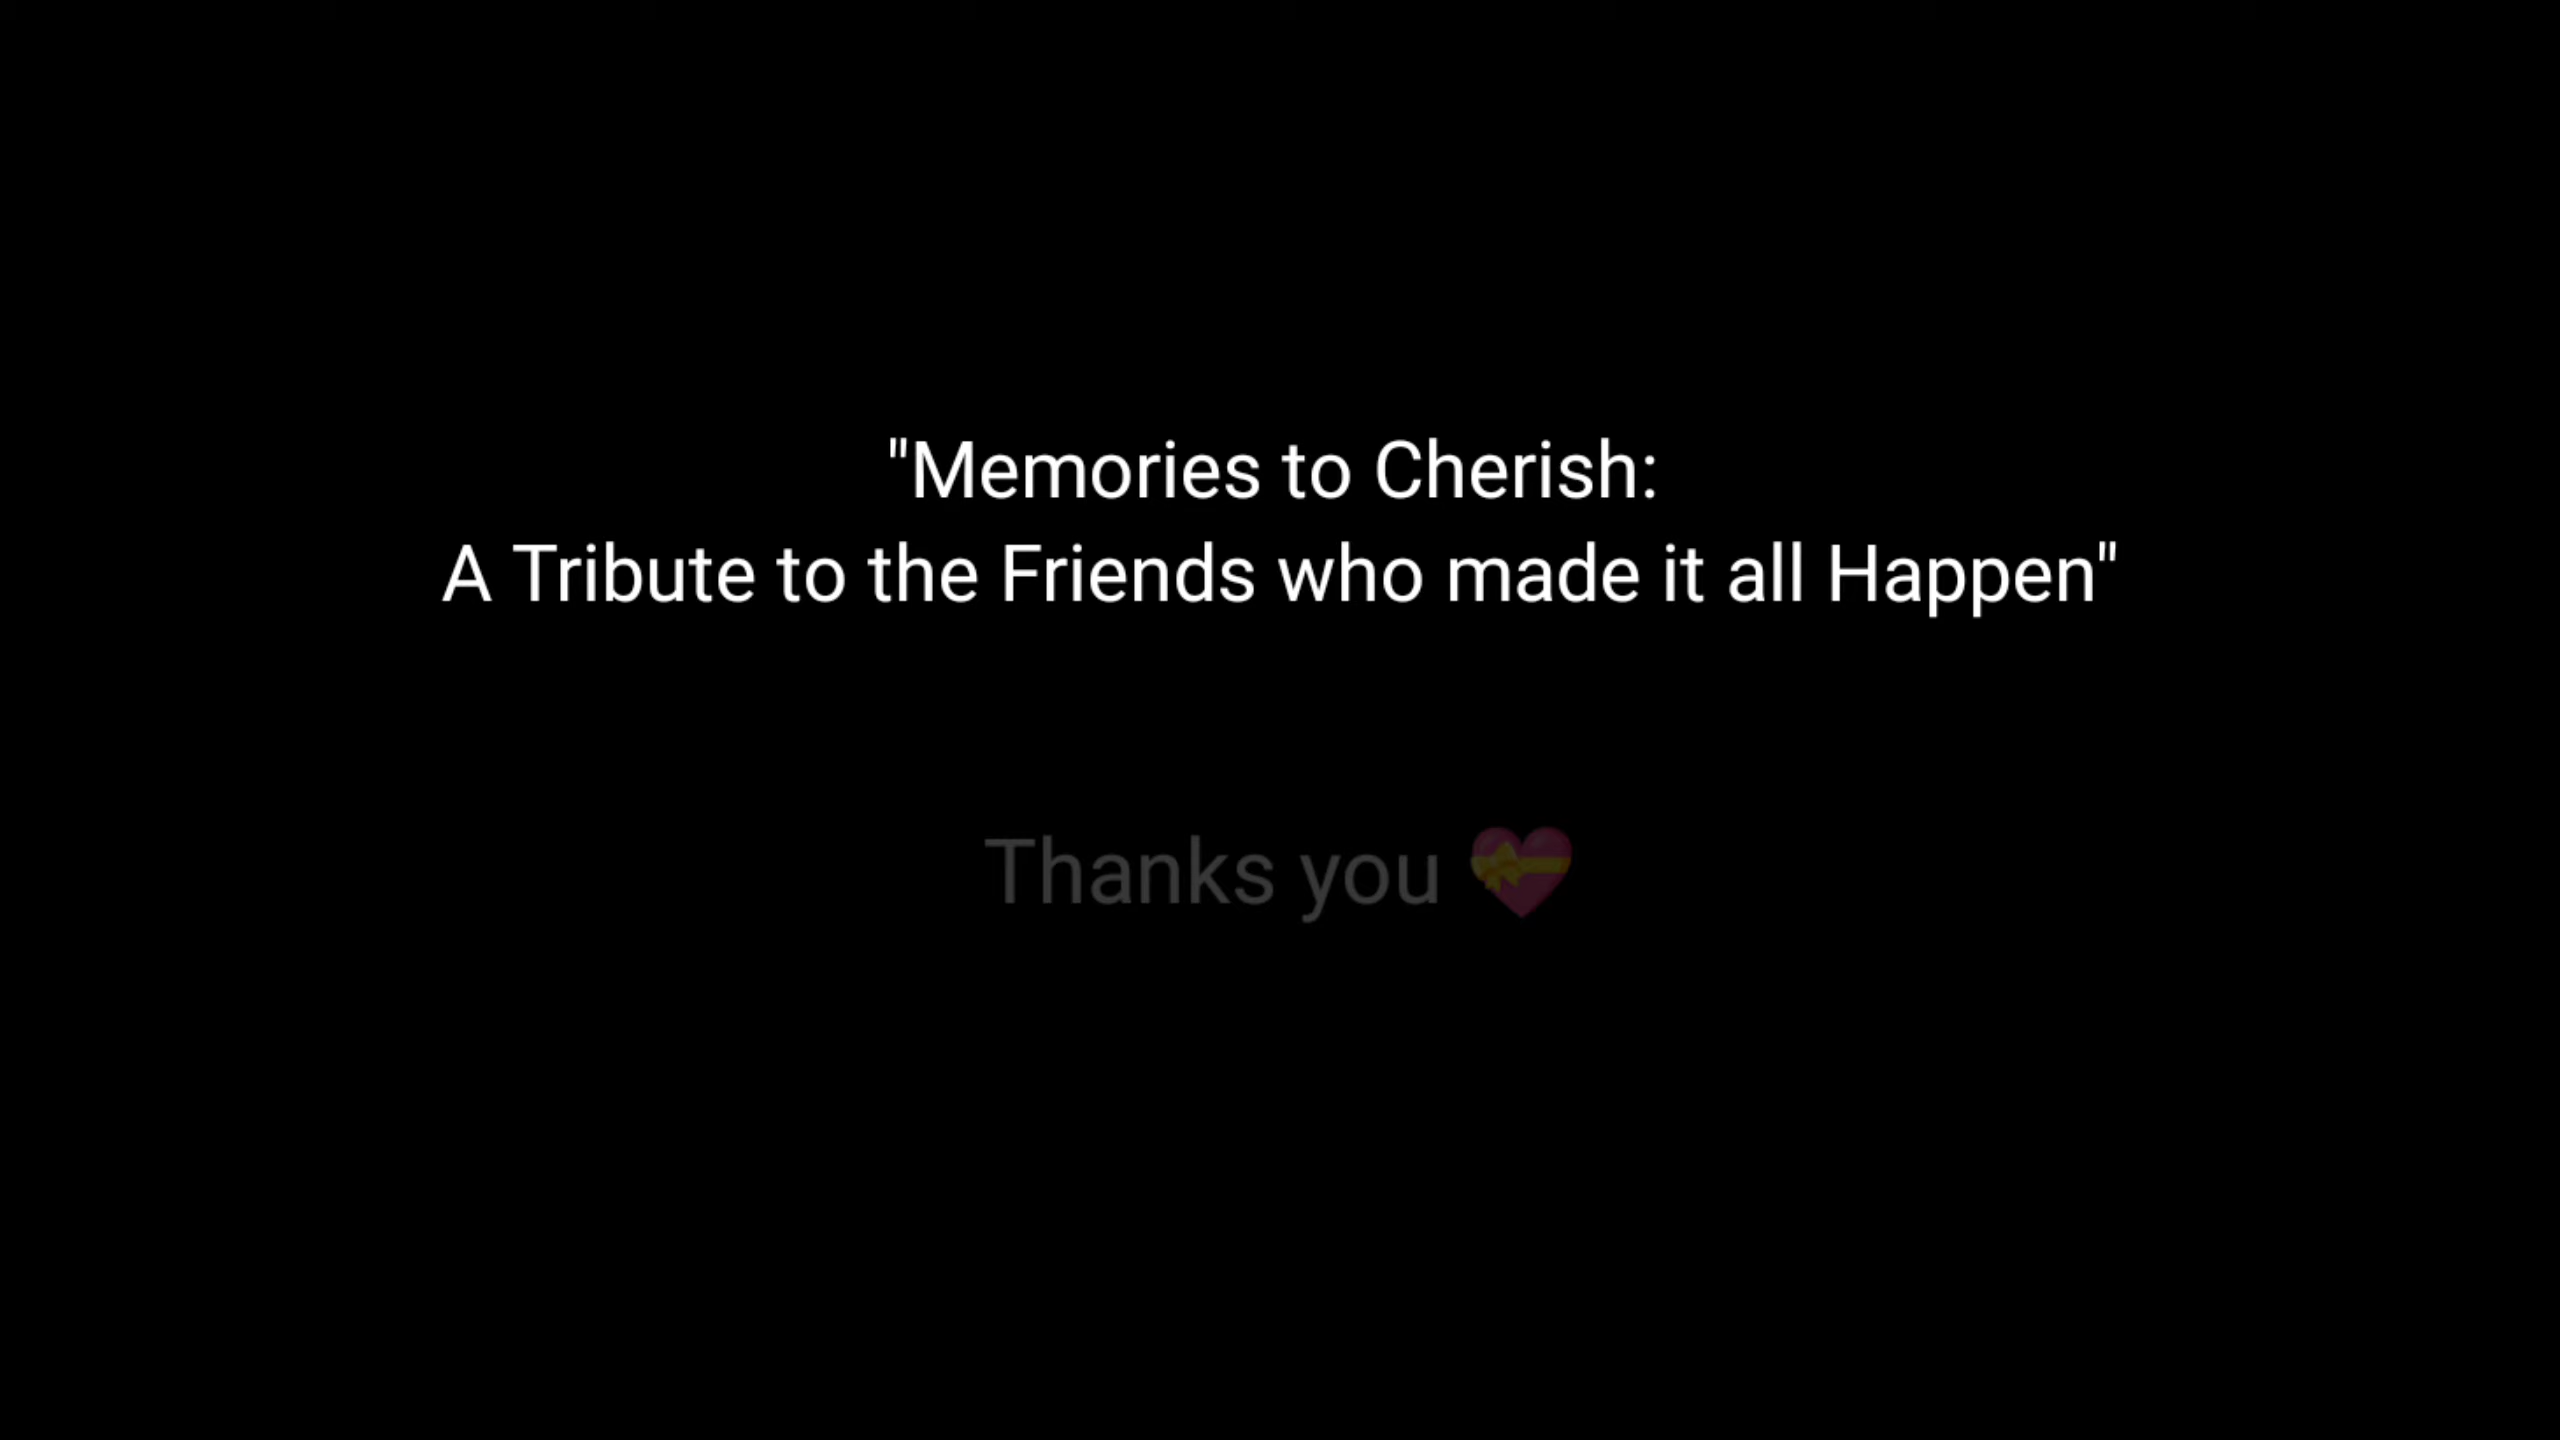 "Memories to Cherish:
A Tribute to the Friends who made it all Happen"
Thanks you 💝